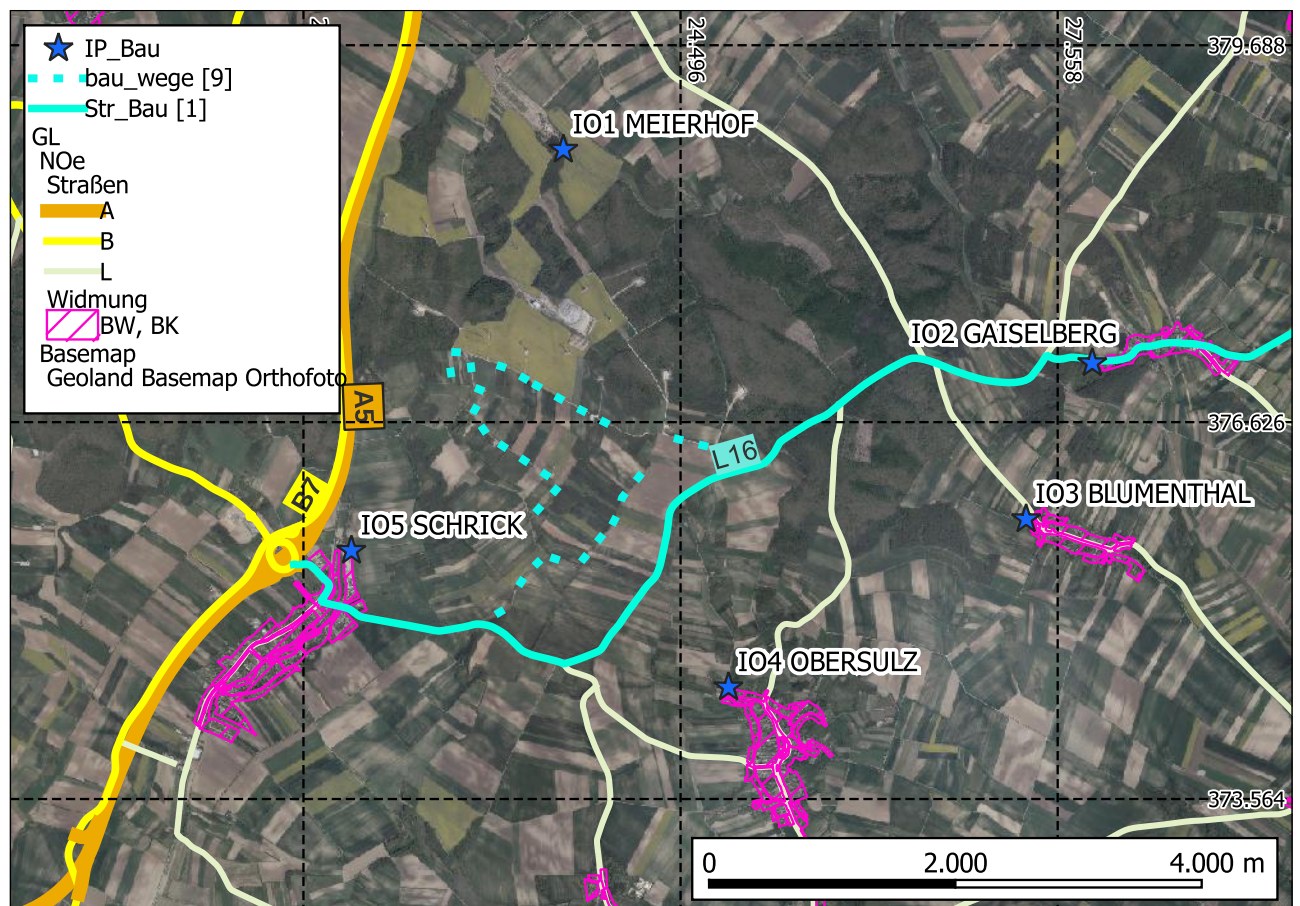 IP_Bau
bau_wege [9]
Str_Bau [1]
GL
NOe
Straßen
A
B
L
Widmung
BW, BK
Basemap
Geoland Basemap Orthofoto
24.496
27.558
379.688
IO1 MEIERHOF
IO2 GAISELBERG
A5
376.626
L16
B7
IO3 BLUMENTHAL
IO5 SCHRICK
IO4 OBERSULZ
373.564
0
2.000
4.000 m